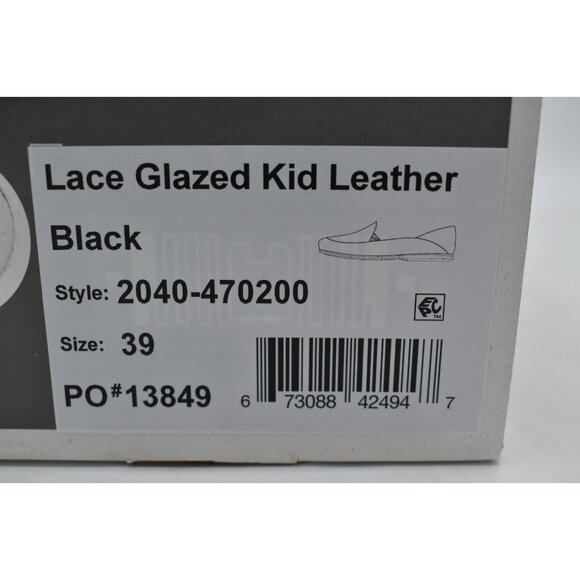 Lace Glazed Kid Leather
Black
Style: 2040-470200
Size: 39
PO#13849
6 73088 42494 7